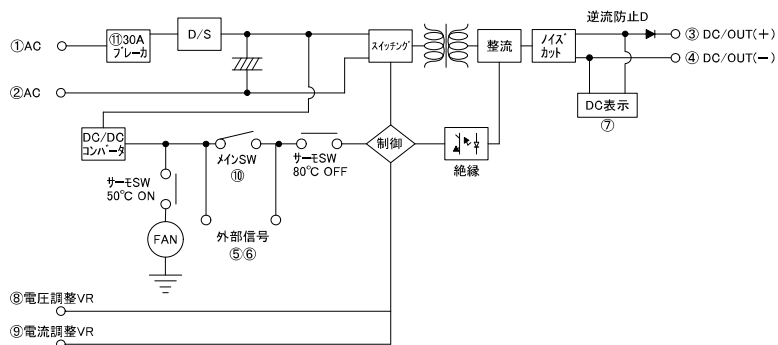 逆流防止D
①AC
⑪30A
ブレーカ
D/S
スイッチング
整流
ノイズ
カット
③ DC/OUT(+)
④ DC/OUT(−)
②AC
DC表示
⑦
DC/DC
コンバータ
メインSW
⑩
サーモSW
80℃ OFF
制御
絶縁
サーモSW
50℃ ON
FAN
外部信号
⑤⑥
⑧電圧調整VR
⑨電流調整VR